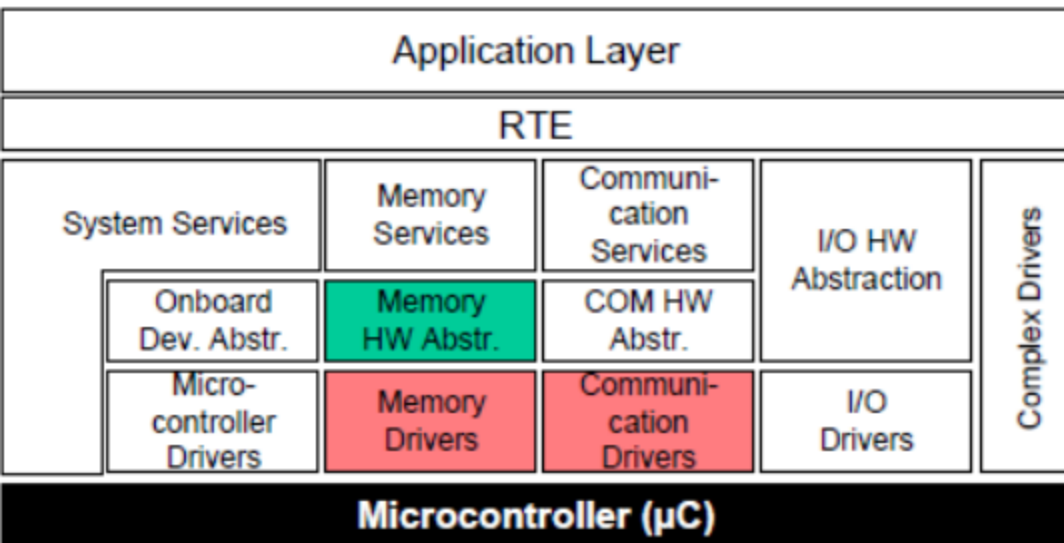 Application Layer
RTE
System Services
Memory
Services
Communi-
cation
Services
I/O HW
Abstraction
Complex Drivers
Onboard
Dev. Abstr.
Memory
HW Abstr.
COM HW
Abstr.
Micro-
controller
Drivers
Memory
Drivers
Communi-
cation
Drivers
I/O
Drivers
Microcontroller (µC)